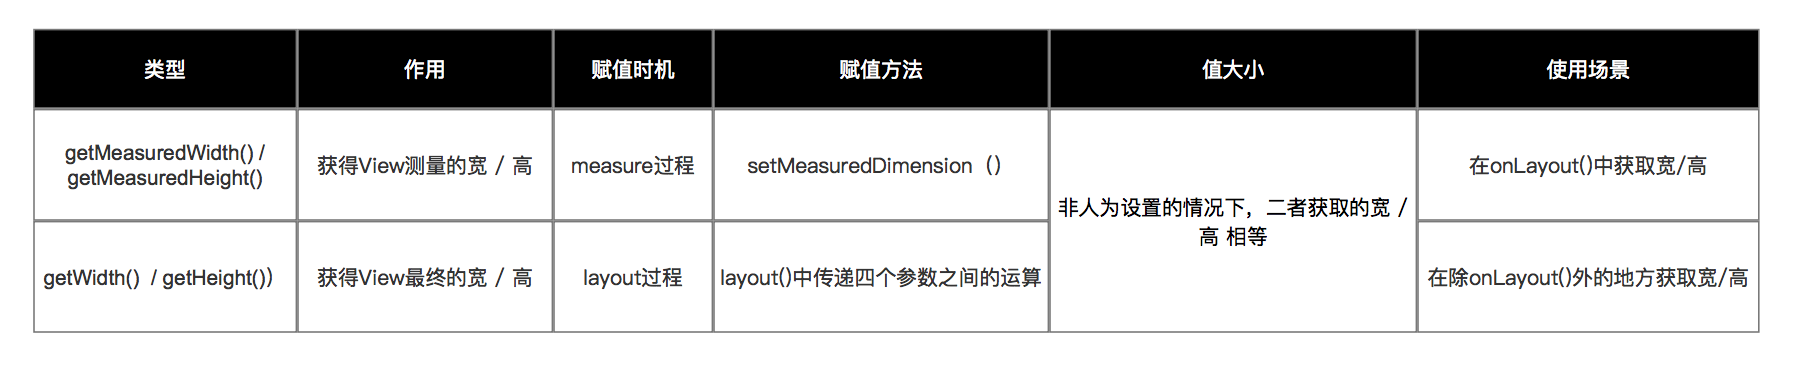 类型
作用
赋值时机
赋值方法
值大小
使用场景
getMeasuredWidth() /
getMeasuredHeight()
获得View测量的宽 / 高
measure过程
setMeasuredDimension（）
非人为设置的情况下，二者获取的宽 /
高 相等
在onLayout()中获取宽/高
getWidth()  / getHeight()）
获得View最终的宽 / 高
layout过程
layout()中传递四个参数之间的运算
在除onLayout()外的地方获取宽/高